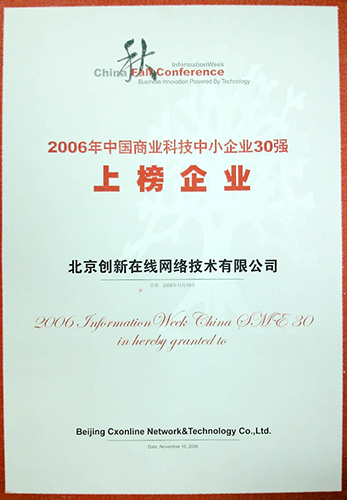 InformationWeek
秋
China Fall Conference
Business Innovation Powered By Technology
2006年中国商业科技中小企业30强
上榜企业
北京创新在线网络技术有限公司
2006 InformationWeek China SME 30
in hereby granted to
Beijing Cxonline Network&Technology Co.,Ltd.
Date, November 10, 2006